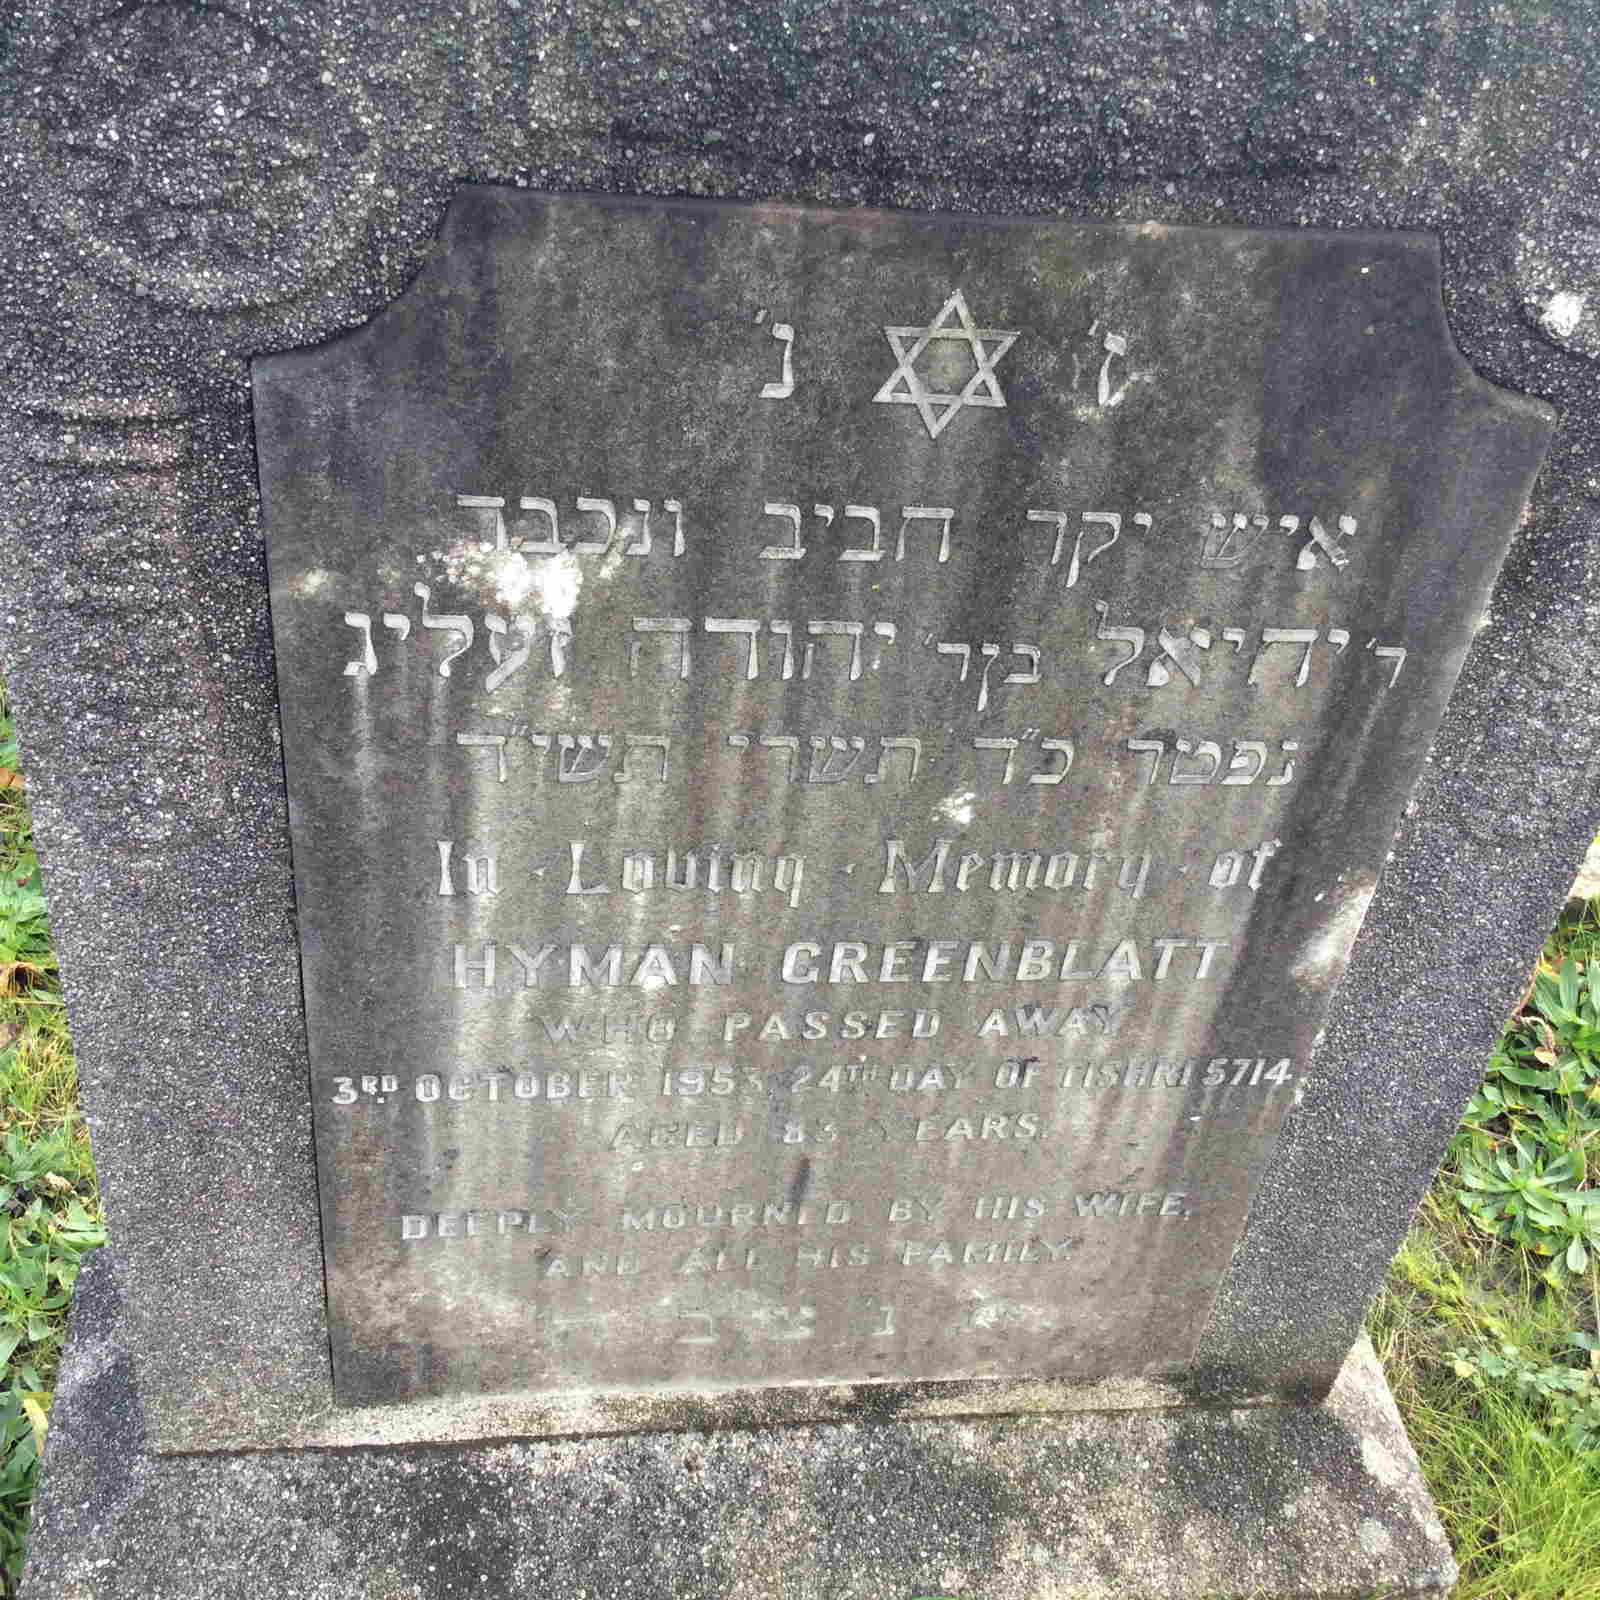 פ' נ'
איש יקר חביב ונכבד
ר' יחיאל בן ר' יהודה זעליג
נפטר כ"ד תשרי תשי"ד
In · Loving · Memory · of
HYMAN GREENBLATT
WHO PASSED AWAY
3RD. OCTOBER 1953, 24TH DAY OF TISHRI 5714.
AGED 83 YEARS.
DEEPLY MOURNED BY HIS WIFE,
AND ALL HIS FAMILY.
ת נ צ ב ה